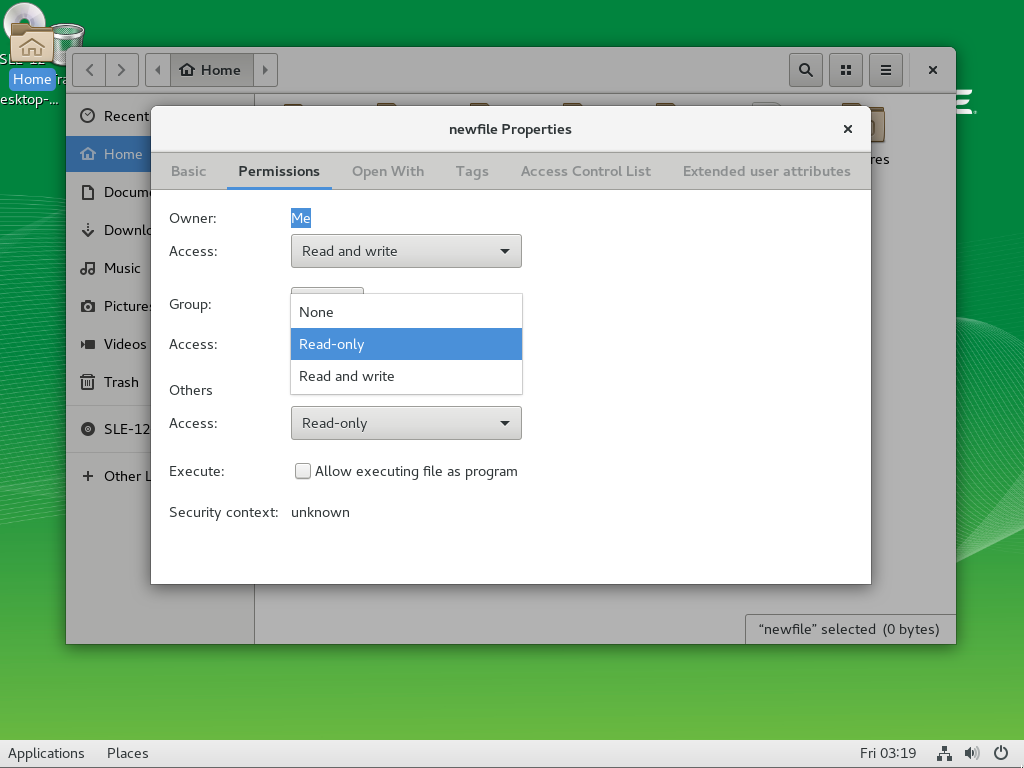 SLE-12
Home
esktop-...
Home
Recent
Home
Docum
Downlo
Music
Pictures
Videos
Trash
SLE-12
Other L
newfile Properties
Basic
Permissions
Open With
Tags
Access Control List
Extended user attributes
Owner:
Me
Access:
Read and write
Group:
None
Access:
Read-only
Read and write
Others
Access:
Read-only
Execute:
Allow executing file as program
Security context:
unknown
res
“newfile” selected (0 bytes)
Applications
Places
Fri 03:19